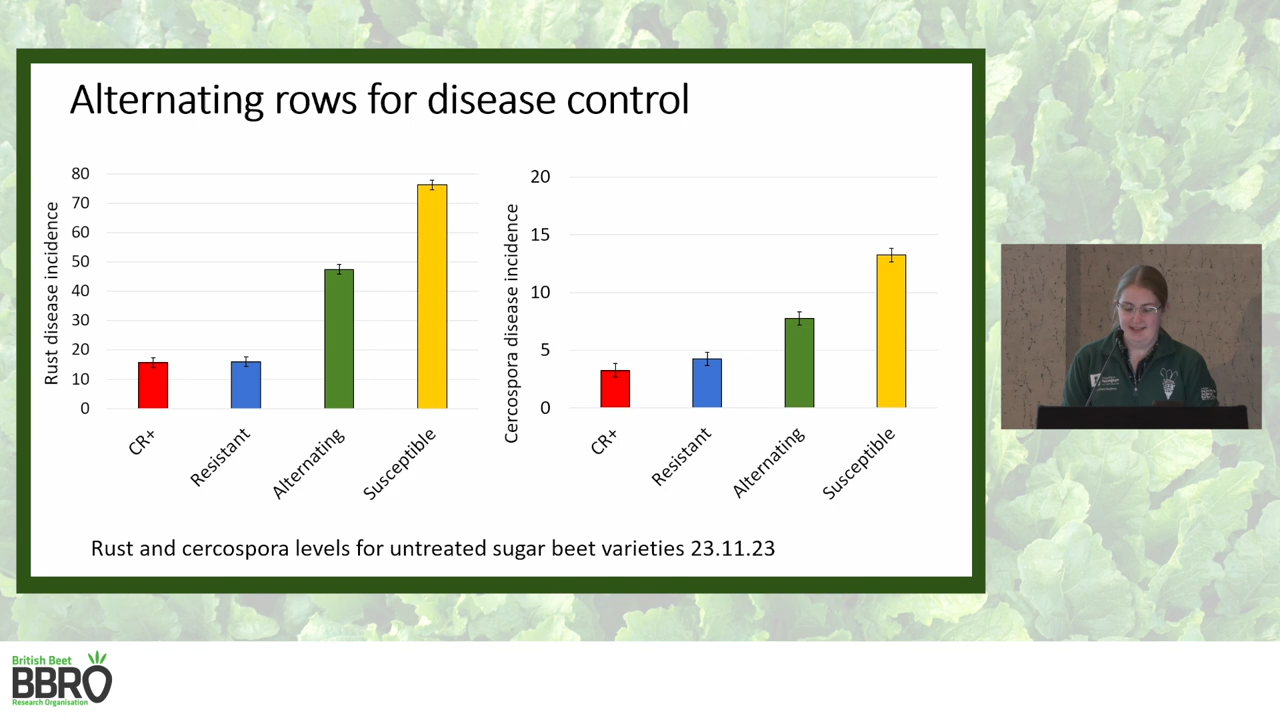 Alternating rows for disease control
Rust disease incidence
80
70
60
50
40
30
20
10
0
CR+
Resistant
Alternating
Susceptible
Cercospora disease incidence
20
15
10
5
0
CR+
Resistant
Alternating
Susceptible
Rust and cercospora levels for untreated sugar beet varieties 23.11.23
British Beet
BBRO
Research Organisation